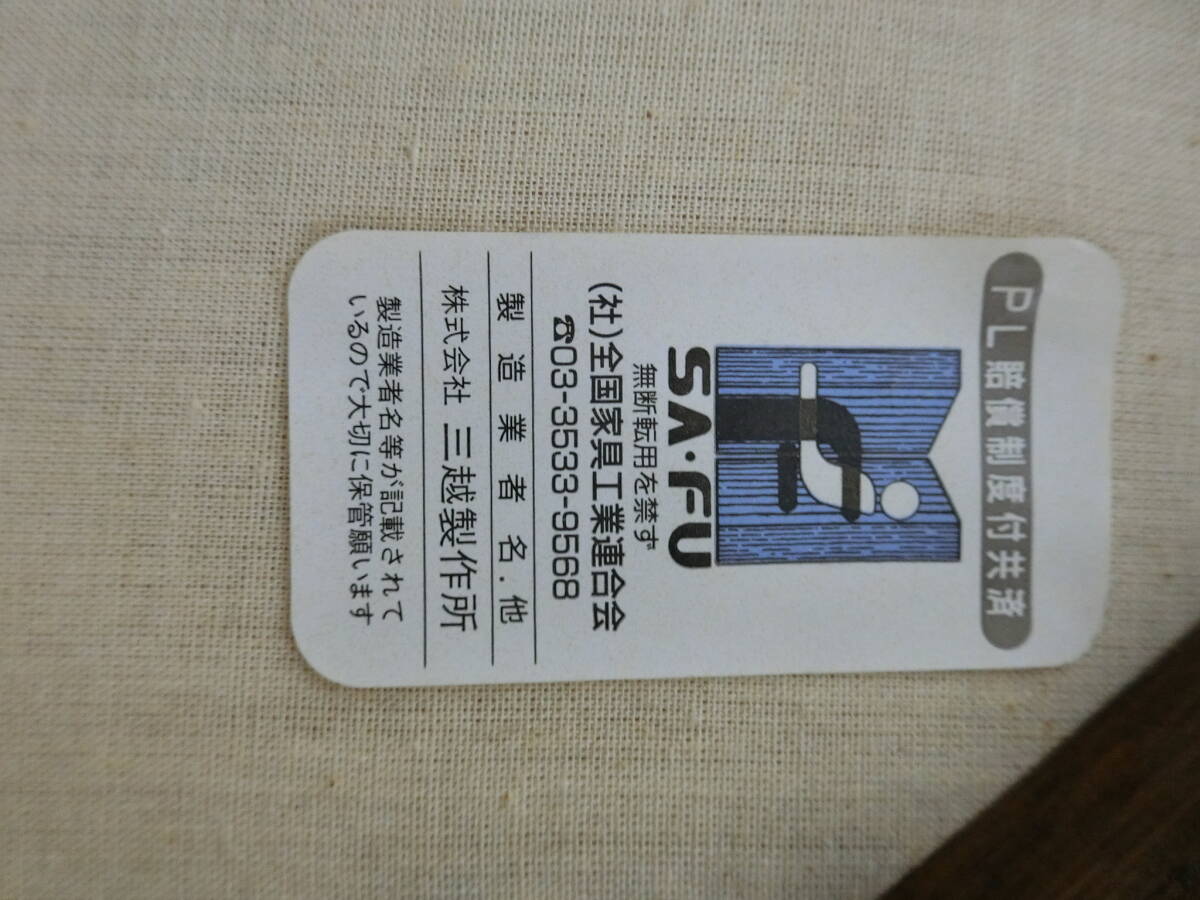 PL賠償制度付共済
SA・FU
無断転用を禁ず
(社)全国家具工業連合会
☎03-3533-9568
製造業者名.他
株式会社 三越製作所
製造業者名等が記載されて
いるので大切に保管願います